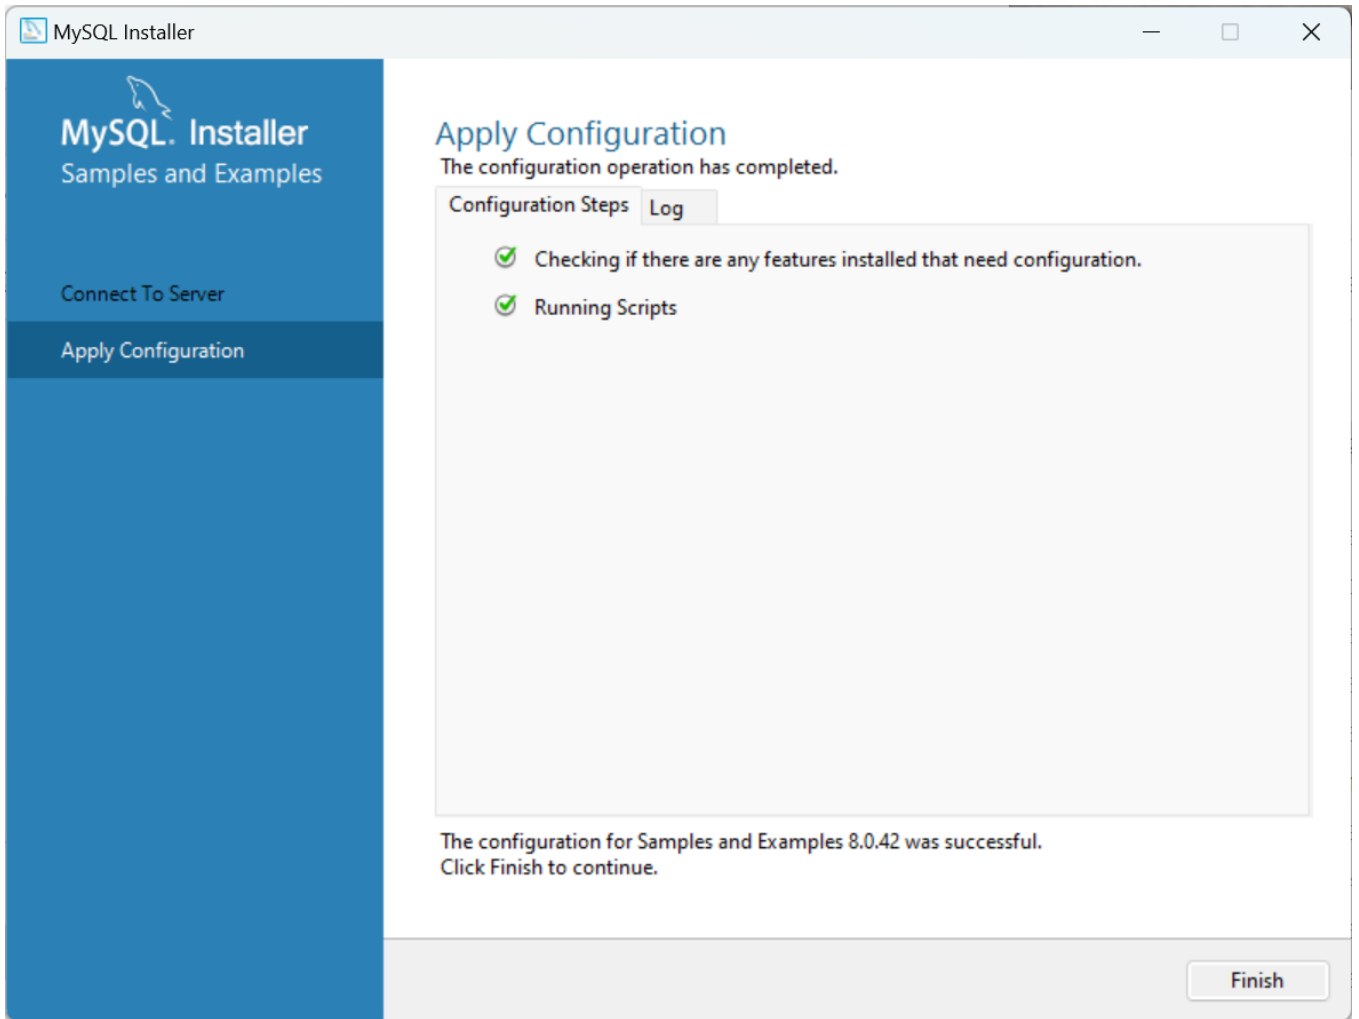 MySQL Installer
MySQL. Installer
Samples and Examples
Connect To Server
Apply Configuration
Apply Configuration
The configuration operation has completed.
Configuration Steps
Log
Checking if there are any features installed that need configuration.
Running Scripts
The configuration for Samples and Examples 8.0.42 was successful.
Click Finish to continue.
Finish